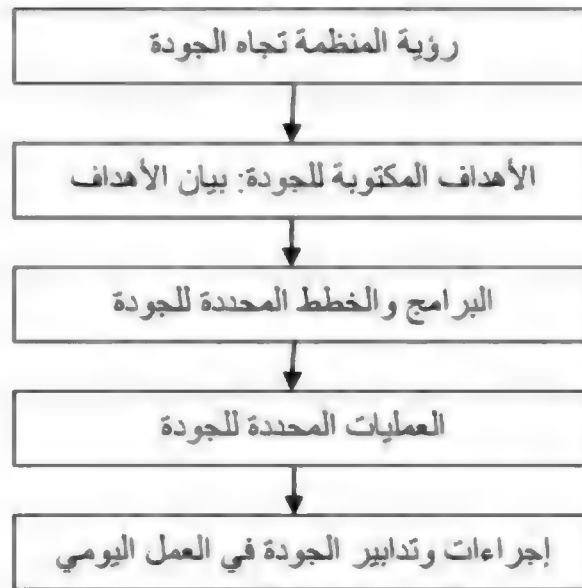 رؤية المنظمة تجاه الجودة
الأهداف المكتوبة للجودة: بيان الأهداف
البرامج والخطط المحددة للجودة
العمليات المحددة للجودة
إجراءات وتدابير الجودة في العمل اليومي